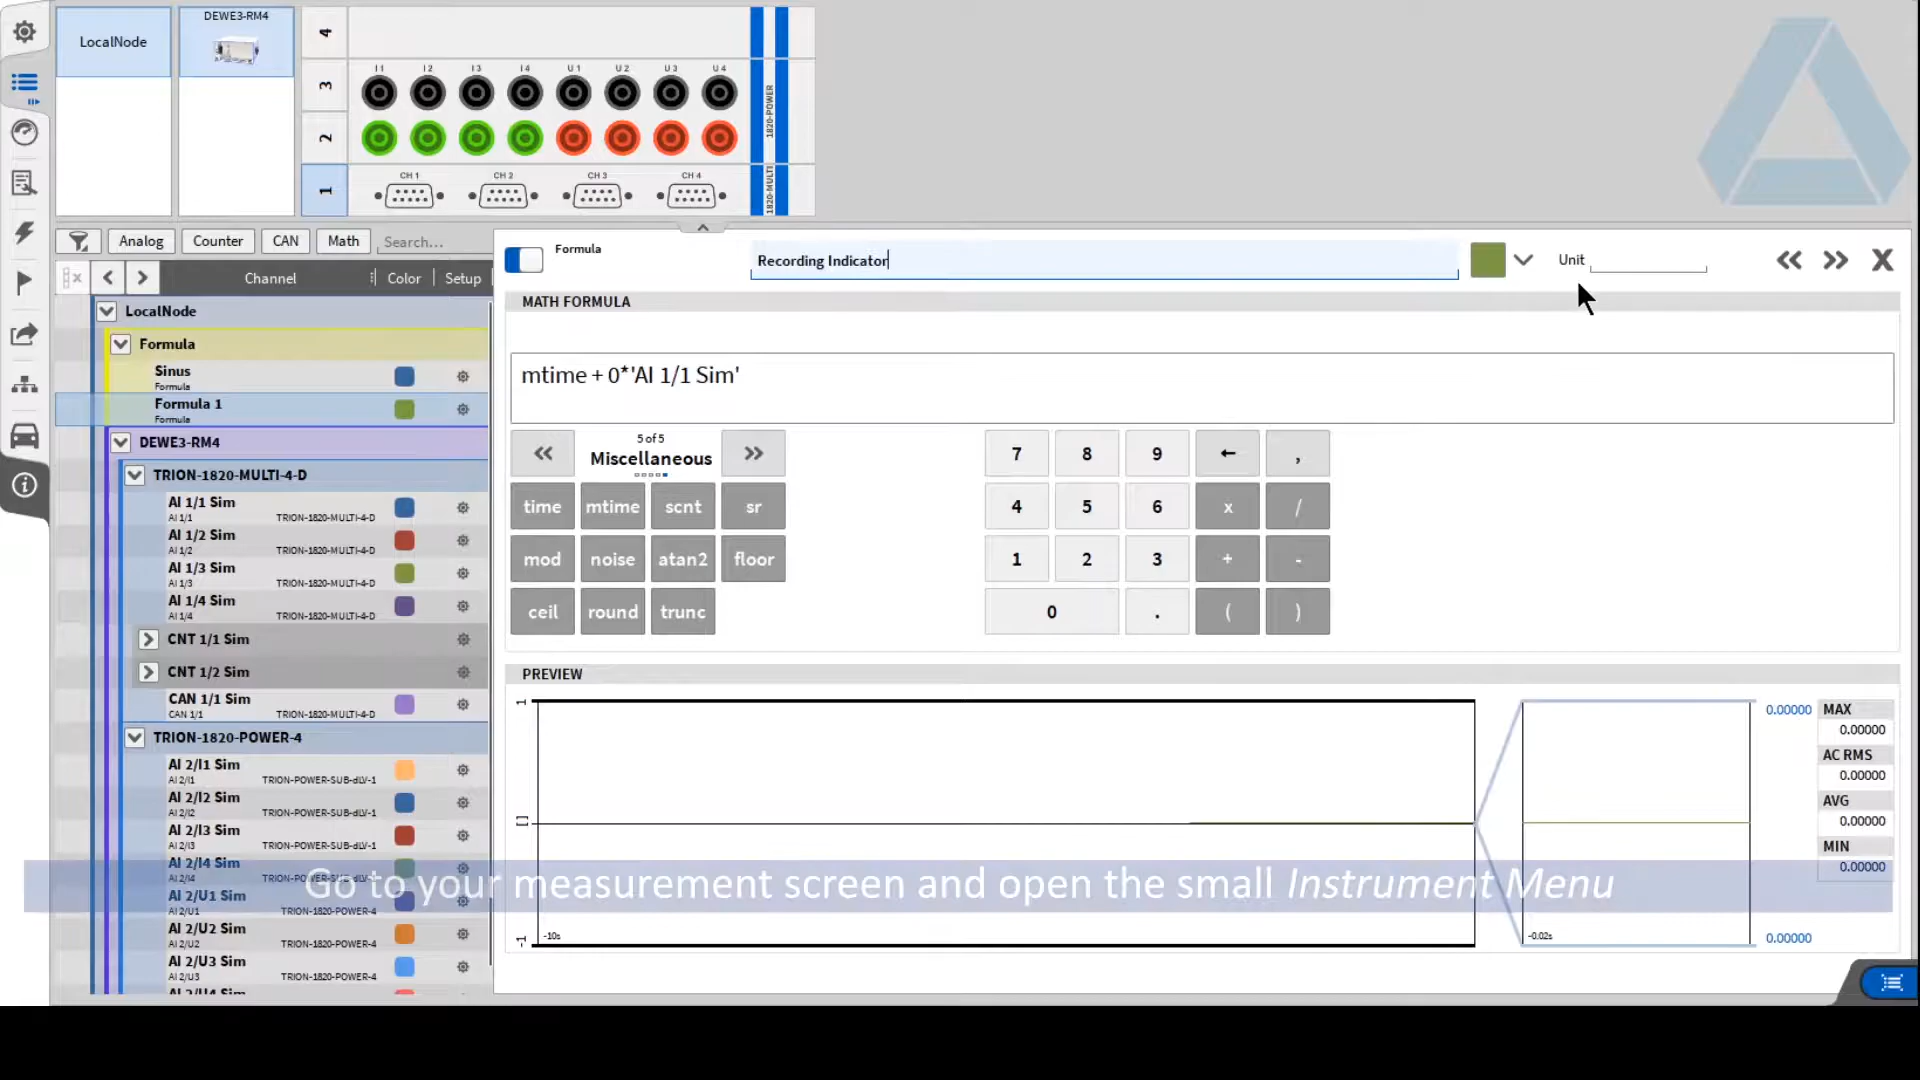 LocalNode
DEWE3-RM4
4
3
2
1
I 1 I 2 I 3 I 4 U 1 U 2 U 3 U 4
CH 1 CH 2 CH 3 CH 4
1820-POWER
1820-MULTI
Analog Counter CAN Math Search...
Channel Color Setup
LocalNode
Formula
Sinus
Formula
Formula 1
Formula
DEWE3-RM4
TRION-1820-MULTI-4-D
AI 1/1 Sim
AI 1/1 TRION-1820-MULTI-4-D
AI 1/2 Sim
AI 1/2 TRION-1820-MULTI-4-D
AI 1/3 Sim
AI 1/3 TRION-1820-MULTI-4-D
AI 1/4 Sim
AI 1/4 TRION-1820-MULTI-4-D
CNT 1/1 Sim
CNT 1/2 Sim
CAN 1/1 Sim
CAN 1/1 TRION-1820-MULTI-4-D
TRION-1820-POWER-4
AI 2/I1 Sim
AI 2/I1 TRION-POWER-SUB-dLV-1
AI 2/I2 Sim
AI 2/I2 TRION-POWER-SUB-dLV-1
AI 2/I3 Sim
AI 2/I3 TRION-POWER-SUB-dLV-1
AI 2/I4 Sim
AI 2/I4
AI 2/U1 Sim
AI 2/U1 TRION-1820-POWER-4
AI 2/U2 Sim
AI 2/U2 TRION-1820-POWER-4
AI 2/U3 Sim
AI 2/U3 TRION-1820-POWER-4
AI 2/U4 Sim
Formula
Recording Indicator
Unit
X
MATH FORMULA
mtime + 0*'AI 1/1 Sim'
5 of 5
Miscellaneous
time mtime scnt sr
mod noise atan2 floor
ceil round trunc
7 8 9 ← ,
4 5 6 x /
1 2 3 + -
0 . ( )
PREVIEW
1
[]
-1
-10s
-0.02s
0.00000
0.00000
MAX
0.00000
AC RMS
0.00000
AVG
0.00000
MIN
0.00000
Go to your measurement screen and open the small Instrument Menu